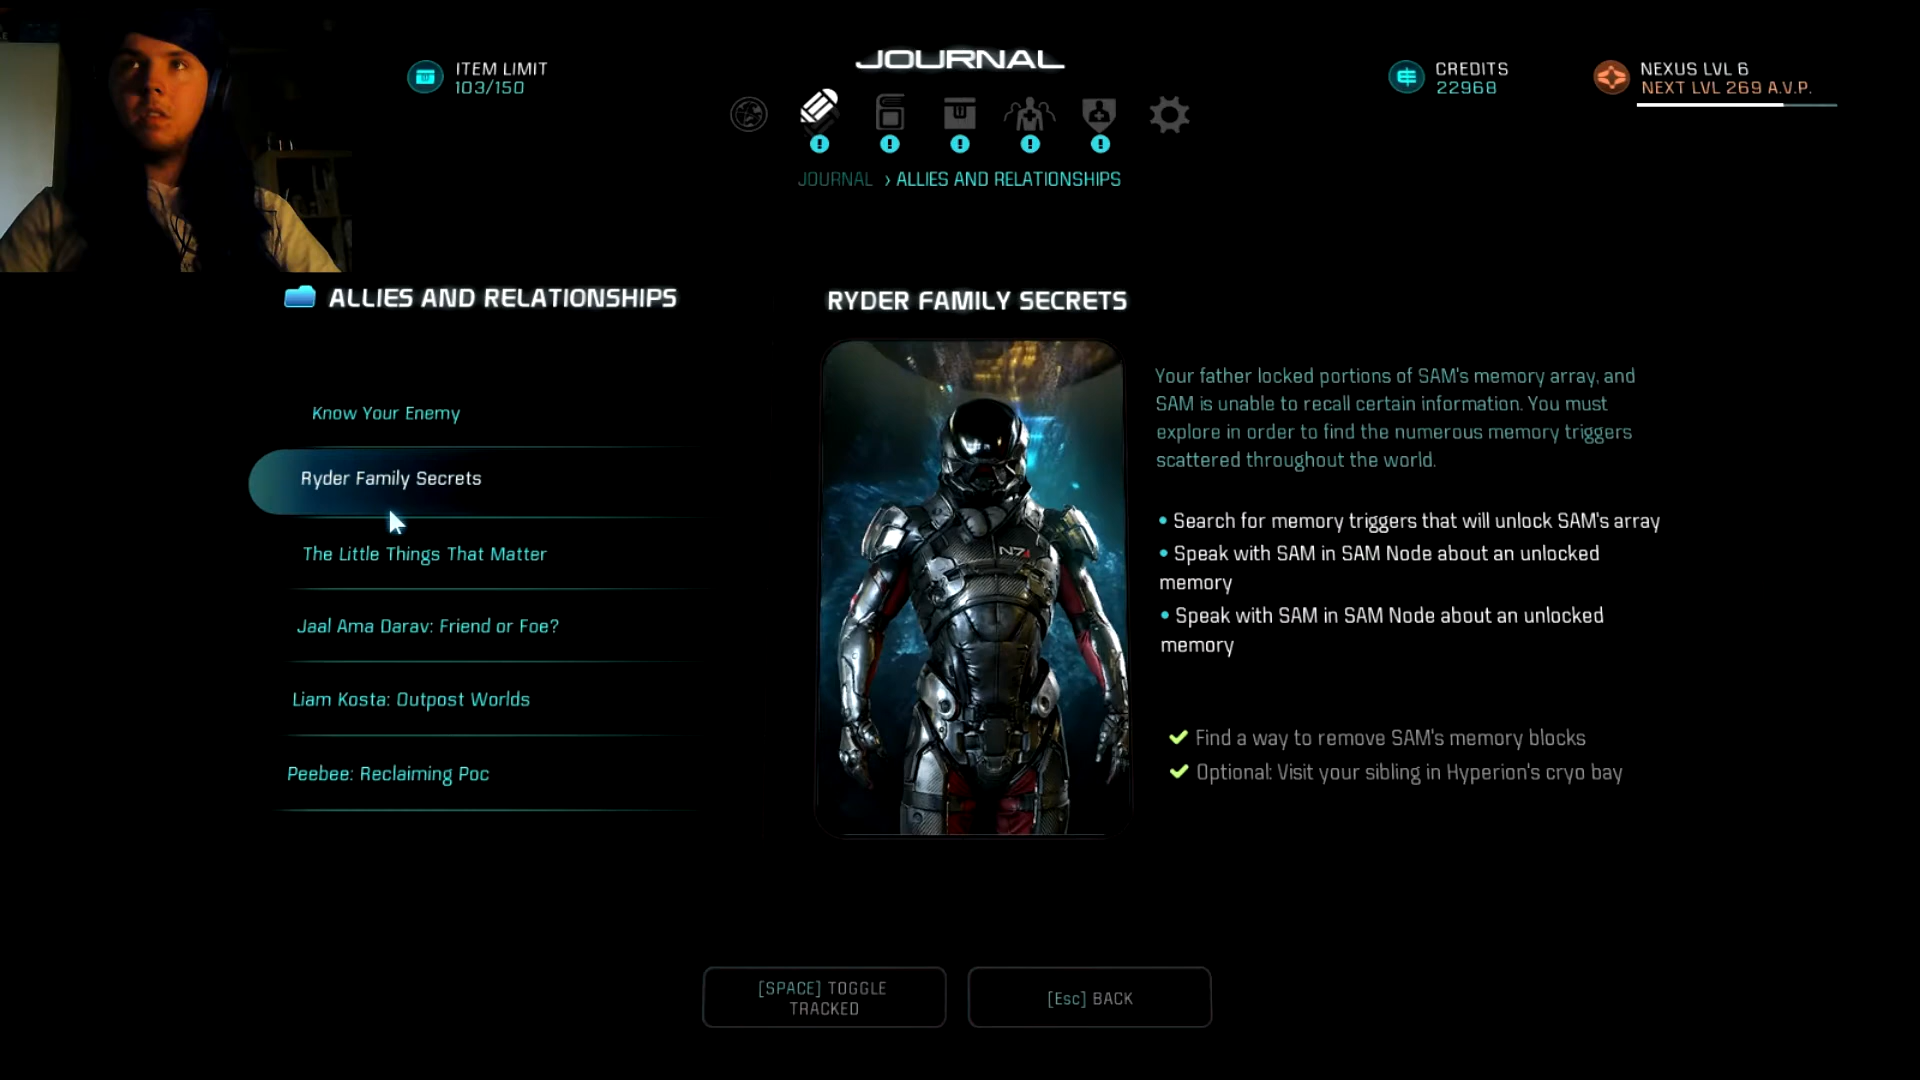 JOURNAL
ITEM LIMIT
103/150
CREDITS
22968
NEXUS LVL 6
NEXT LVL 269 A.V.P.
JOURNAL › ALLIES AND RELATIONSHIPS
ALLIES AND RELATIONSHIPS
Know Your Enemy
Ryder Family Secrets
The Little Things That Matter
Jaal Ama Darav: Friend or Foe?
Liam Kosta: Outpost Worlds
Peebee: Reclaiming Poc
RYDER FAMILY SECRETS
N7
Your father locked portions of SAM's memory array, and
SAM is unable to recall certain information. You must
explore in order to find the numerous memory triggers
scattered throughout the world.
• Search for memory triggers that will unlock SAM's array
• Speak with SAM in SAM Node about an unlocked
memory
• Speak with SAM in SAM Node about an unlocked
memory
Find a way to remove SAM's memory blocks
Optional: Visit your sibling in Hyperion's cryo bay
[SPACE] TOGGLE
TRACKED
[Esc] BACK